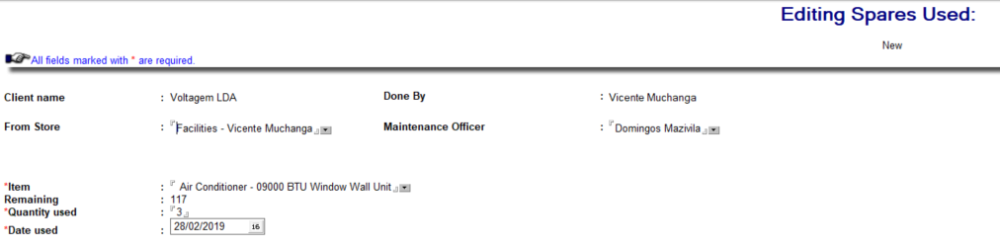 Editing Spares Used:
New
All fields marked with * are required.
Client name : Voltagem LDA Done By : Vicente Muchanga
From Store : Facilities - Vicente Muchanga Maintenance Officer : Domingos Mazivila
*Item : Air Conditioner - 09000 BTU Window Wall Unit
Remaining : 117
*Quantity used : 3
*Date used : 28/02/2019 16